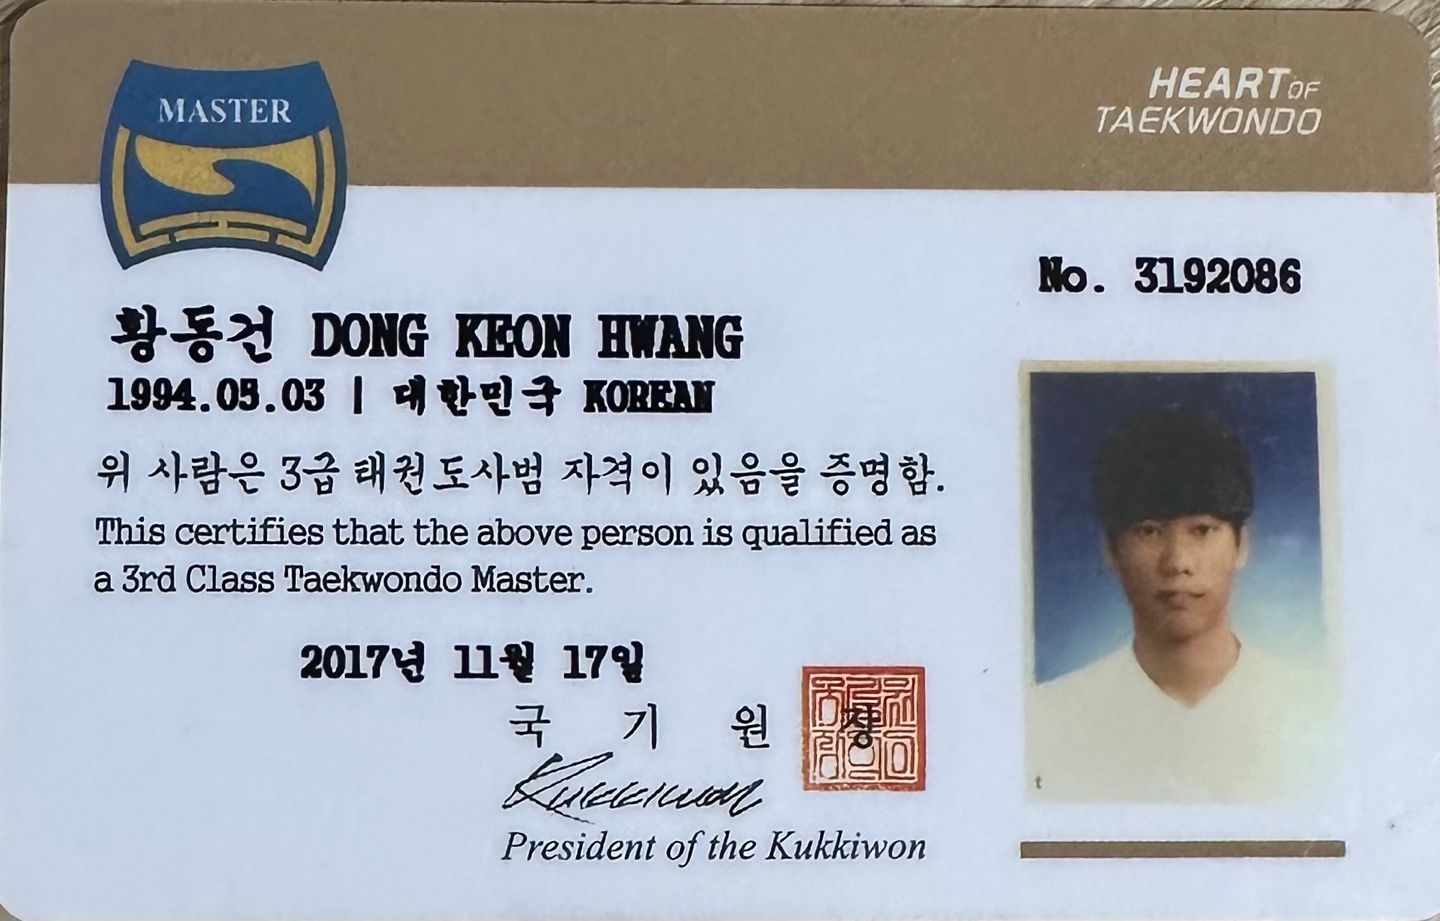 MASTER
HEART OF
TAEKWONDO
No. 3192086
황동건 DONG KEON HWANG
1994.05.03 | 대한민국 KOREAN
위 사람은 3급 태권도사범 자격이 있음을 증명함.
This certifies that the above person is qualified as
a 3rd Class Taekwondo Master.
2017년 11월 17일
국 기 원 장
Kukkiwon
President of the Kukkiwon
t